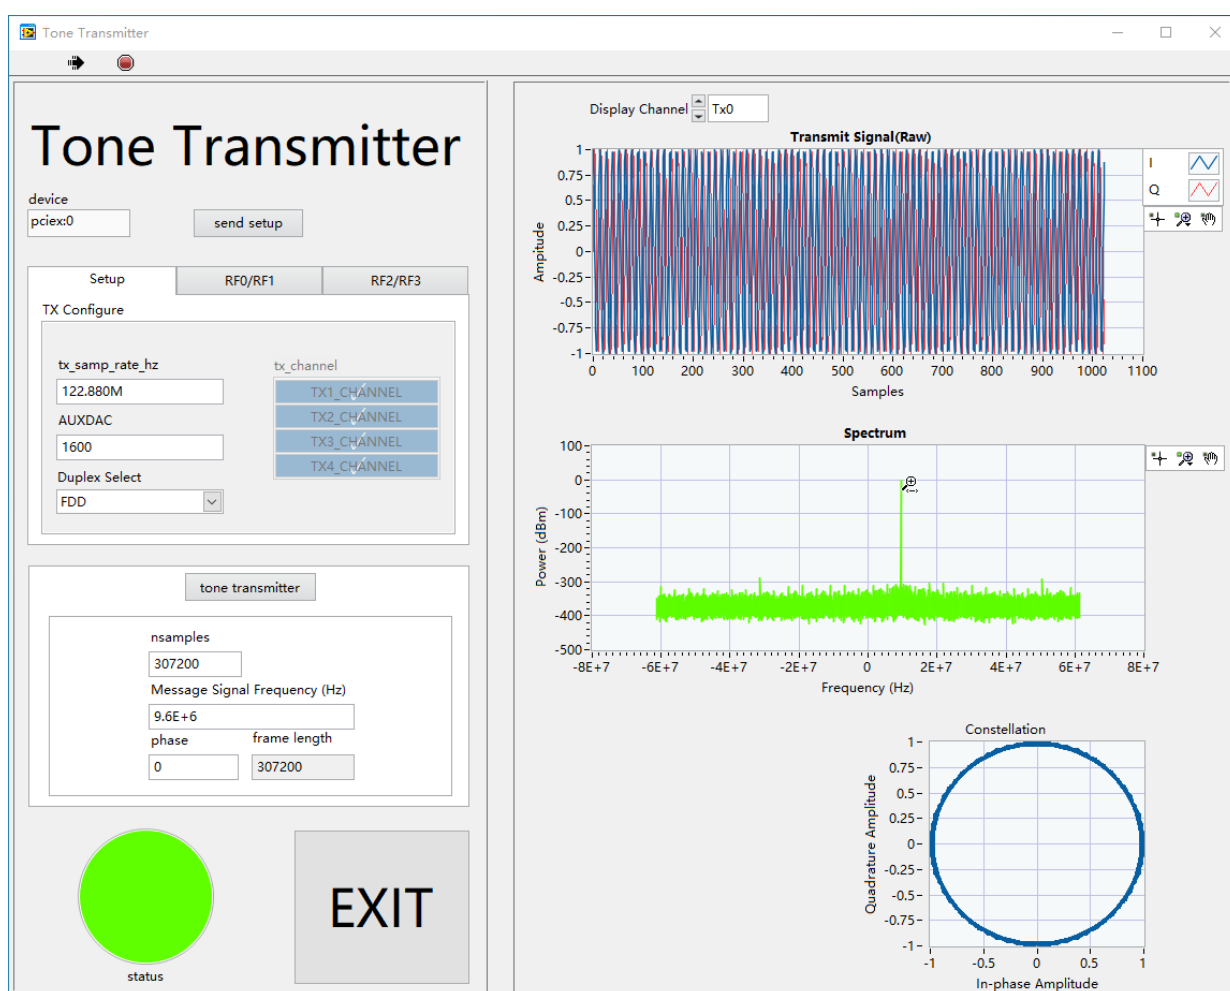 Tone Transmitter
Tone Transmitter
device
pciex:0
send setup
Setup
RF0/RF1
RF2/RF3
TX Configure
tx_samp_rate_hz
122.880M
AUXDAC
1600
Duplex Select
FDD
tx_channel
TX1_CHANNEL
TX2_CHANNEL
TX3_CHANNEL
TX4_CHANNEL
tone transmitter
nsamples
307200
Message Signal Frequency (Hz)
9.6E+6
phase
frame length
0
307200
status
EXIT
Display Channel
Tx0
Transmit Signal(Raw)
I
Q
Ampitude
1
0.75
0.5
0.25
0
-0.25
-0.5
-0.75
-1
0 100 200 300 400 500 600 700 800 900 1000 1100
Samples
Spectrum
Power (dBm)
100
0
-100
-200
-300
-400
-500
-8E+7 -6E+7 -4E+7 -2E+7 0 2E+7 4E+7 6E+7 8E+7
Frequency (Hz)
Constellation
Quadrature Amplitude
1
0.75
0.5
0.25
0
-0.25
-0.5
-0.75
-1
-1 -0.5 0 0.5 1
In-phase Amplitude